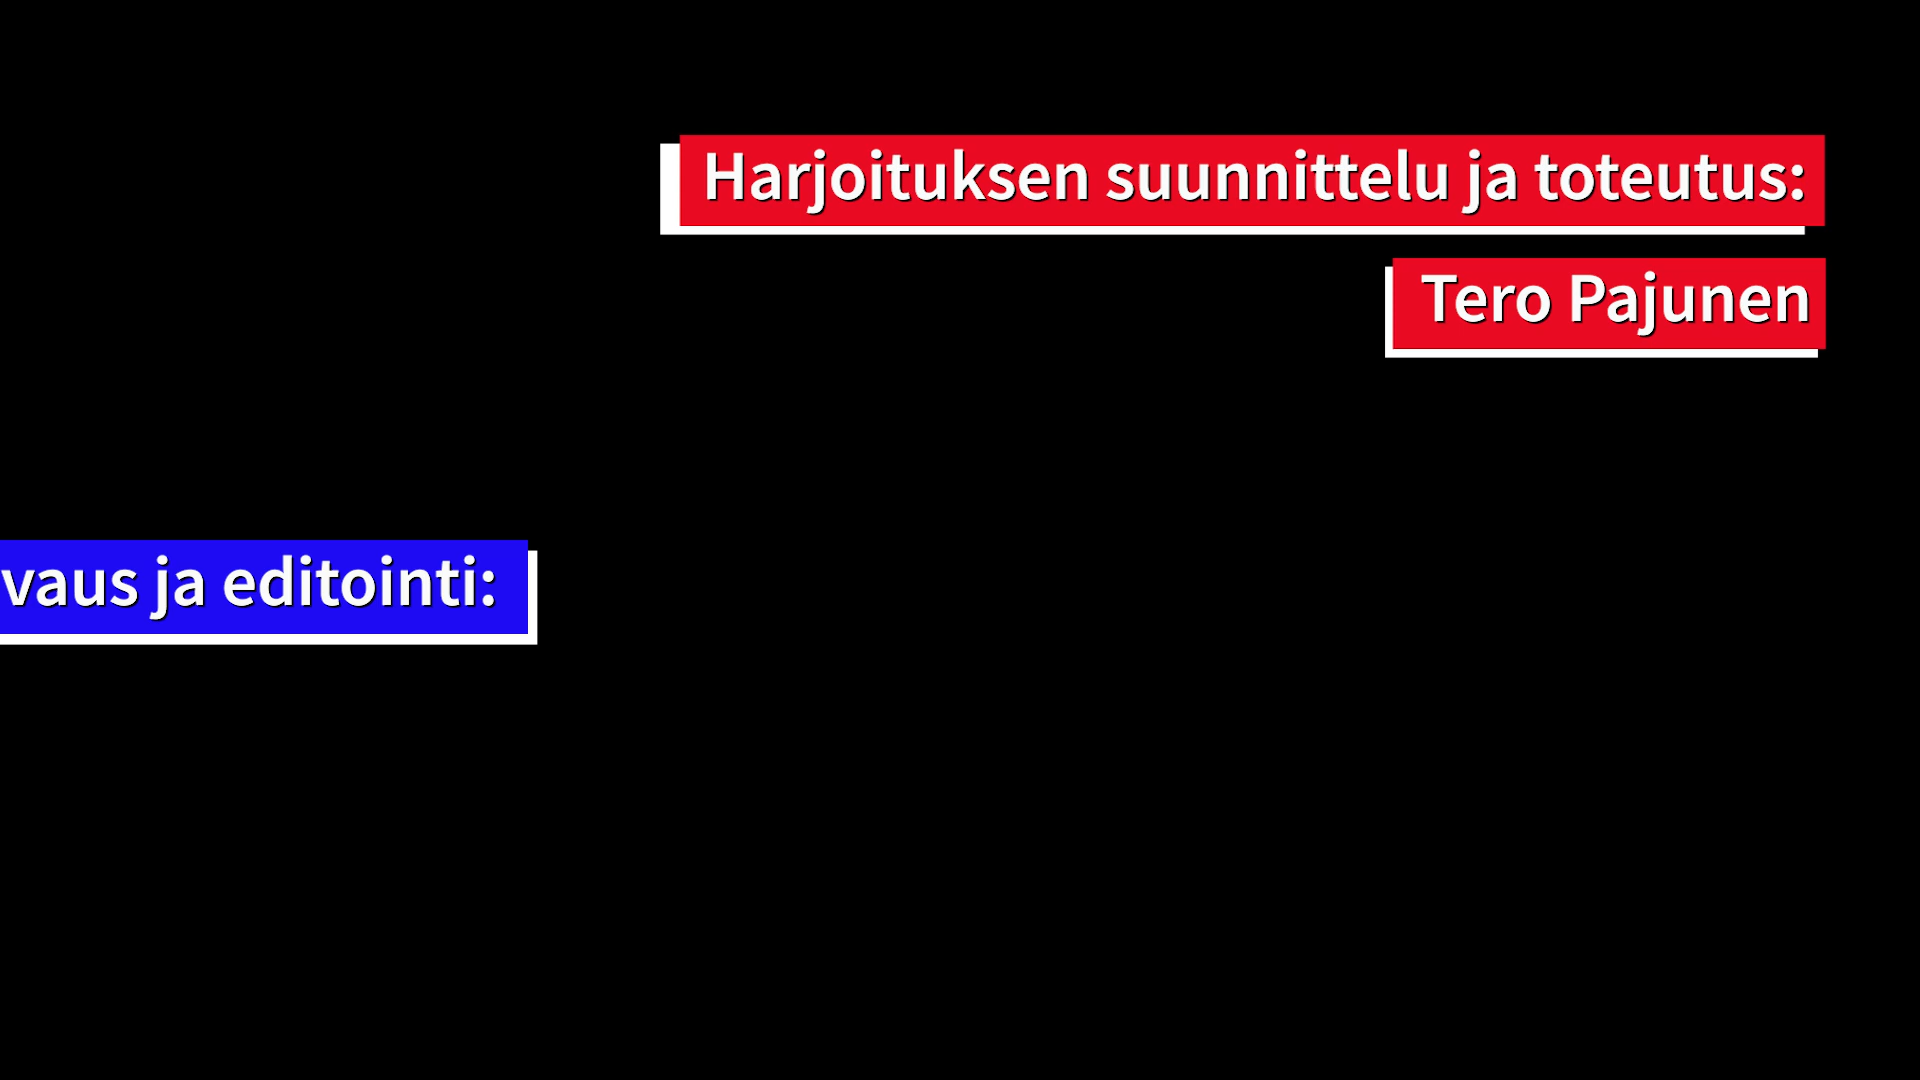 Harjoituksen suunnittelu ja toteutus:
Tero Pajunen
vaus ja editointi: